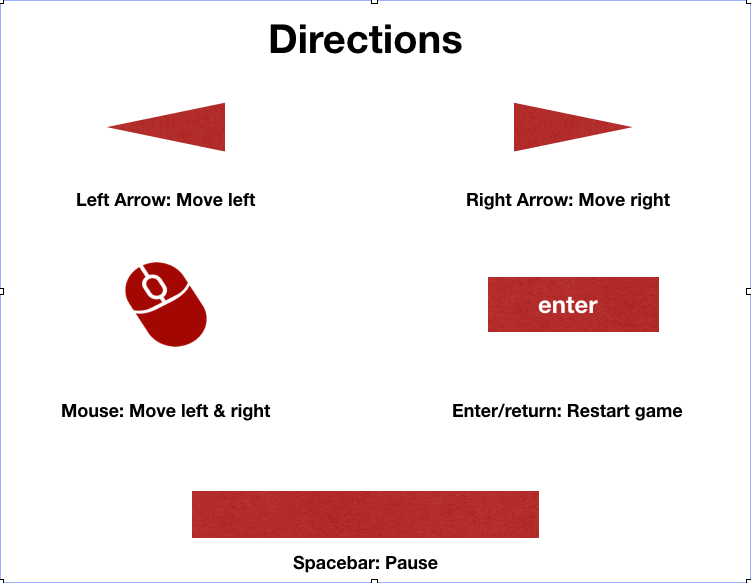 Directions
Left Arrow: Move left
Right Arrow: Move right
enter
Mouse: Move left & right
Enter/return: Restart game
Spacebar: Pause